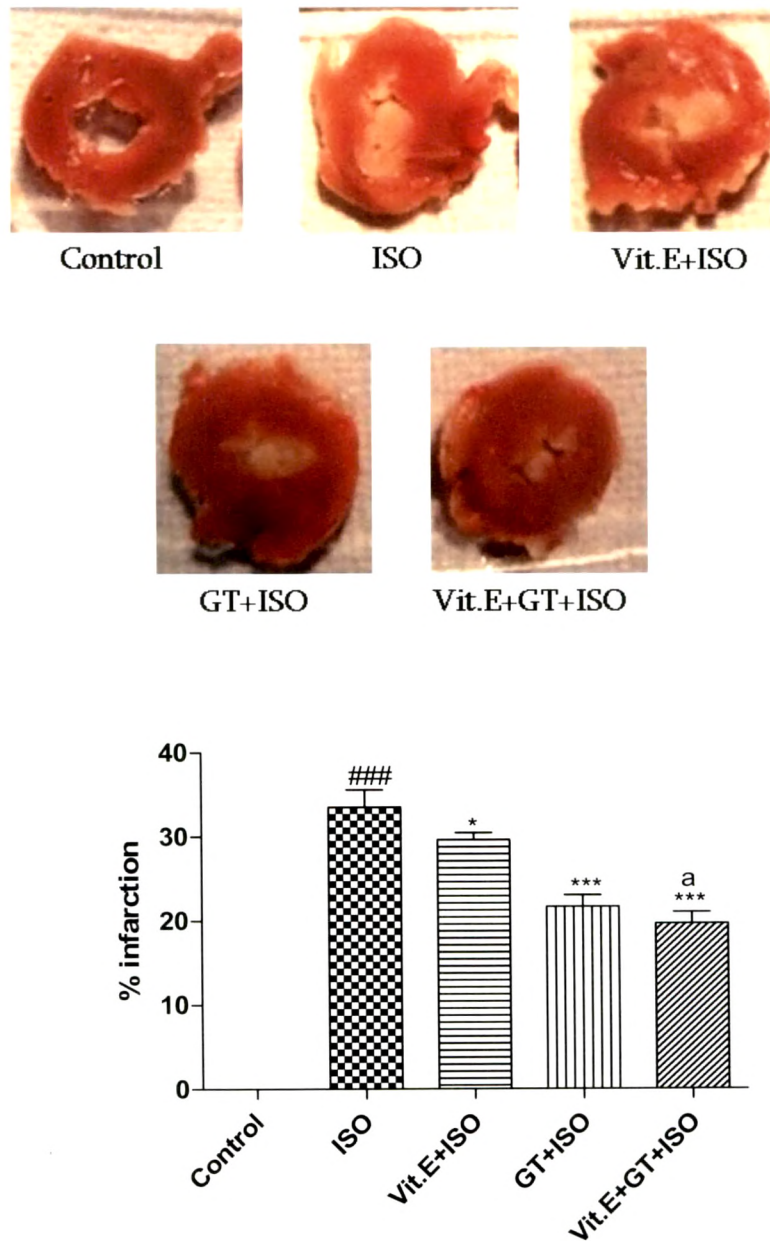 Control
ISO
Vit.E+ISO
GT+ISO
Vit.E+GT+ISO
% infarction
40
30
20
10
0
###
*
***
a
***
Control
ISO
Vit.E+ISO
GT+ISO
Vit.E+GT+ISO